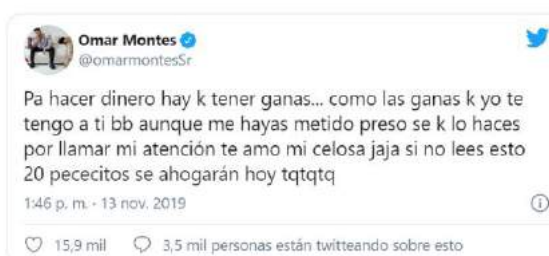 Omar Montes
@omarmontesSr
Pa hacer dinero hay k tener ganas... como las ganas k yo te
tengo a ti bb aunque me hayas metido preso se k lo haces
por llamar mi atención te amo mi celosa jaja si no lees esto
20 pececitos se ahogarán hoy tqtqtq
1:46 p. m. · 13 nov. 2019
15,9 mil 3,5 mil personas están twitteando sobre esto